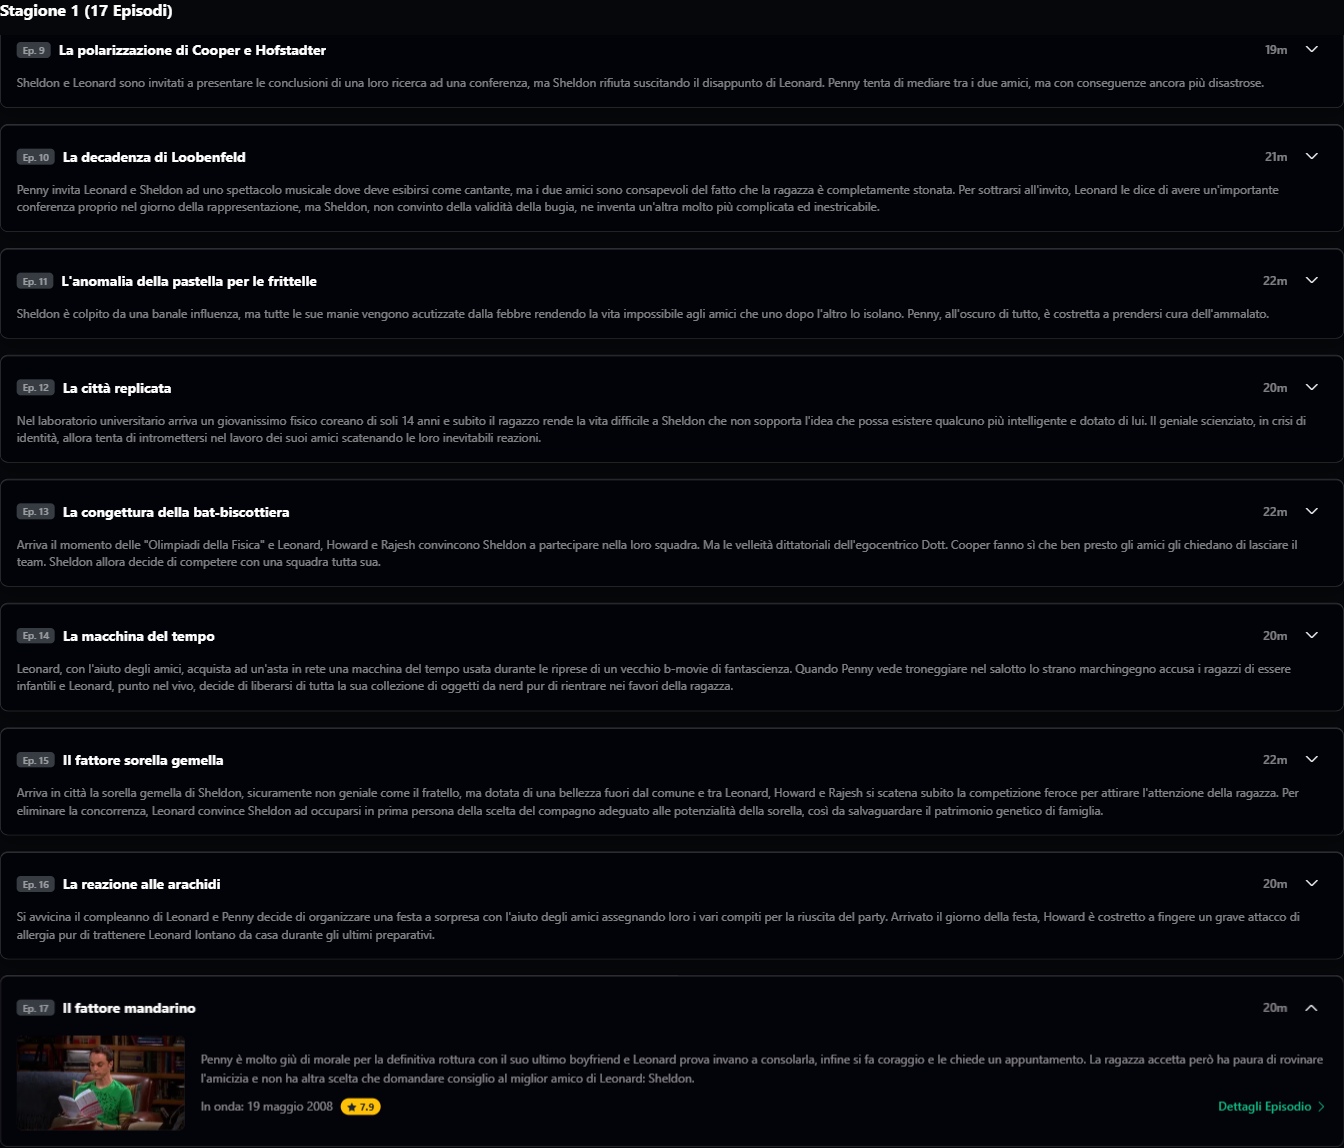 Stagione 1 (17 Episodi)
Ep. 9 La polarizzazione di Cooper e Hofstadter 19m
Sheldon e Leonard sono invitati a presentare le conclusioni di una loro ricerca ad una conferenza, ma Sheldon rifiuta suscitando il disappunto di Leonard. Penny tenta di mediare tra i due amici, ma con conseguenze ancora più disastrose.
Ep. 10 La decadenza di Loobenfeld 21m
Penny invita Leonard e Sheldon ad uno spettacolo musicale dove deve esibirsi come cantante, ma i due amici sono consapevoli del fatto che la ragazza è completamente stonata. Per sottrarsi all'invito, Leonard le dice di avere un'importante
conferenza proprio nel giorno della rappresentazione, ma Sheldon, non convinto della validità della bugia, ne inventa un'altra molto più complicata ed inestricabile.
Ep. 11 L'anomalia della pastella per le frittelle 22m
Sheldon è colpito da una banale influenza, ma tutte le sue manie vengono acutizzate dalla febbre rendendo la vita impossibile agli amici che uno dopo l'altro lo isolano. Penny, all'oscuro di tutto, è costretta a prendersi cura dell'ammalato.
Ep. 12 La città replicata 20m
Nel laboratorio universitario arriva un giovanissimo fisico coreano di soli 14 anni e subito il ragazzo rende la vita difficile a Sheldon che non sopporta l'idea che possa esistere qualcuno più intelligente e dotato di lui. Il geniale scienziato, in crisi di
identità, allora tenta di intromettersi nel lavoro dei suoi amici scatenando le loro inevitabili reazioni.
Ep. 13 La congettura della bat-biscottiera 22m
Arriva il momento delle "Olimpiadi della Fisica" e Leonard, Howard e Rajesh convincono Sheldon a partecipare nella loro squadra. Ma le velleità dittatoriali dell'egocentrico Dott. Cooper fanno sì che ben presto gli amici gli chiedano di lasciare il
team. Sheldon allora decide di competere con una squadra tutta sua.
Ep. 14 La macchina del tempo 20m
Leonard, con l'aiuto degli amici, acquista ad un'asta in rete una macchina del tempo usata durante le riprese di un vecchio b-movie di fantascienza. Quando Penny vede troneggiare nel salotto lo strano marchingegno accusa i ragazzi di essere
infantili e Leonard, punto nel vivo, decide di liberarsi di tutta la sua collezione di oggetti da nerd pur di rientrare nei favori della ragazza.
Ep. 15 Il fattore sorella gemella 22m
Arriva in città la sorella gemella di Sheldon, sicuramente non geniale come il fratello, ma dotata di una bellezza fuori dal comune e tra Leonard, Howard e Rajesh si scatena subito la competizione feroce per attirare l'attenzione della ragazza. Per
eliminare la concorrenza, Leonard convince Sheldon ad occuparsi in prima persona della scelta del compagno adeguato alle potenzialità della sorella, così da salvaguardare il patrimonio genetico di famiglia.
Ep. 16 La reazione alle arachidi 20m
Si avvicina il compleanno di Leonard e Penny decide di organizzare una festa a sorpresa con l'aiuto degli amici assegnando loro i vari compiti per la riuscita del party. Arrivato il giorno della festa, Howard è costretto a fingere un grave attacco di
allergia pur di trattenere Leonard lontano da casa durante gli ultimi preparativi.
Ep. 17 Il fattore mandarino 20m
Penny è molto giù di morale per la definitiva rottura con il suo ultimo boyfriend e Leonard prova invano a consolarla, infine si fa coraggio e le chiede un appuntamento. La ragazza accetta però ha paura di rovinare
l'amicizia e non ha altra scelta che domandare consiglio al miglior amico di Leonard: Sheldon.
In onda: 19 maggio 2008 ★ 7.9 Dettagli Episodio